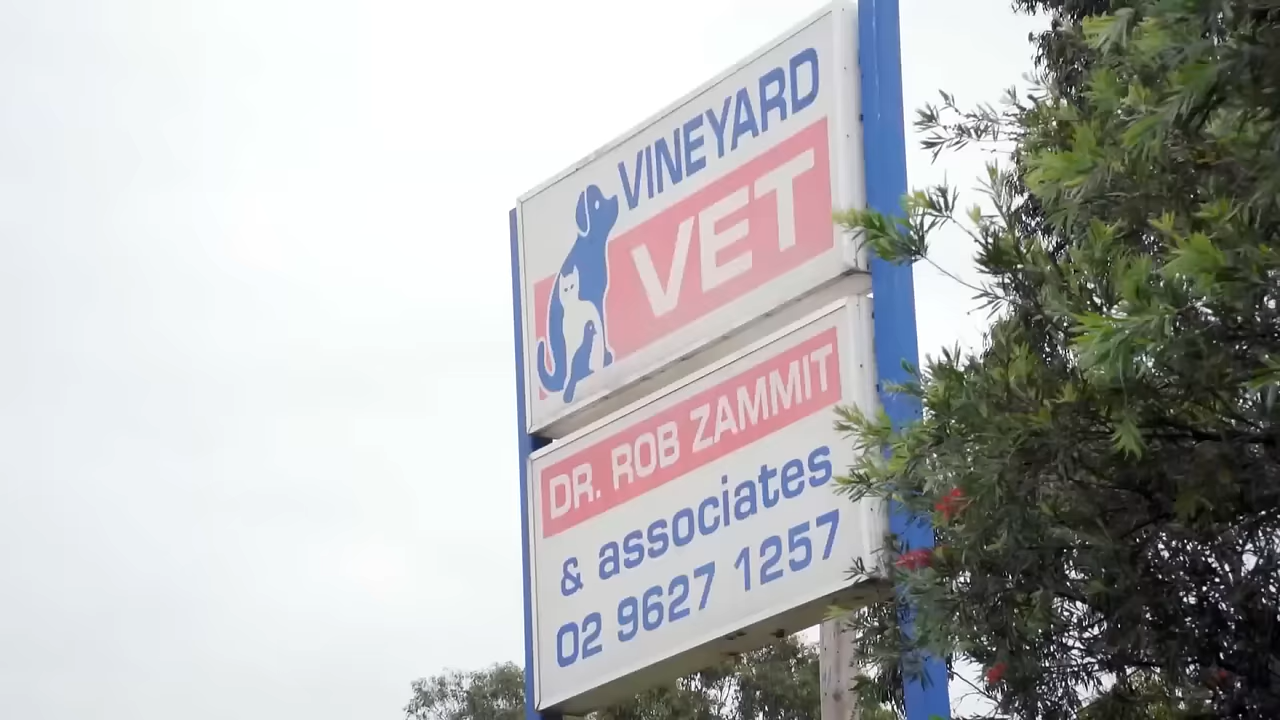 VINEYARD
VET
DR. ROB ZAMMIT
& associates
02 9627 1257